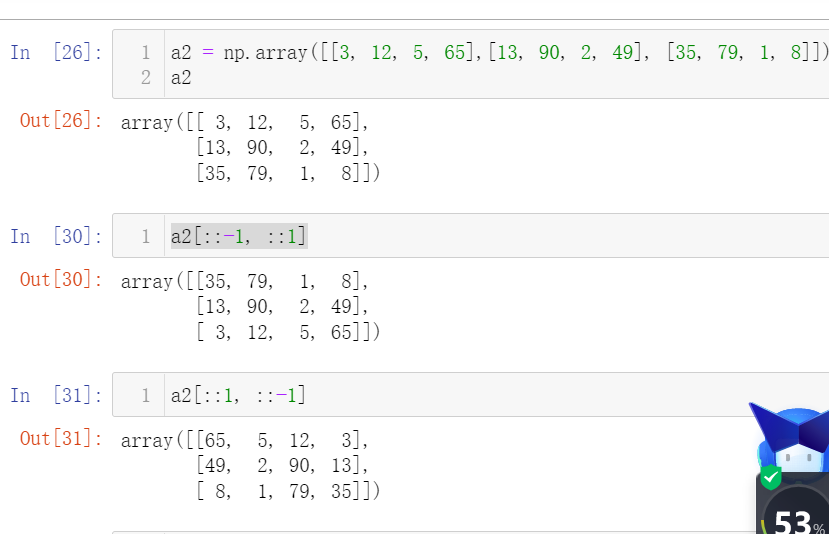 In [26]: 1 a2 = np.array([[3, 12, 5, 65],[13, 90, 2, 49], [35, 79, 1, 8]])
2 a2
Out[26]: array([[ 3, 12, 5, 65],
[13, 90, 2, 49],
[35, 79, 1, 8]])
In [30]: 1 a2[::-1, ::1]
Out[30]: array([[35, 79, 1, 8],
[13, 90, 2, 49],
[ 3, 12, 5, 65]])
In [31]: 1 a2[::1, ::-1]
Out[31]: array([[65, 5, 12, 3],
[49, 2, 90, 13],
[ 8, 1, 79, 35]])
53%